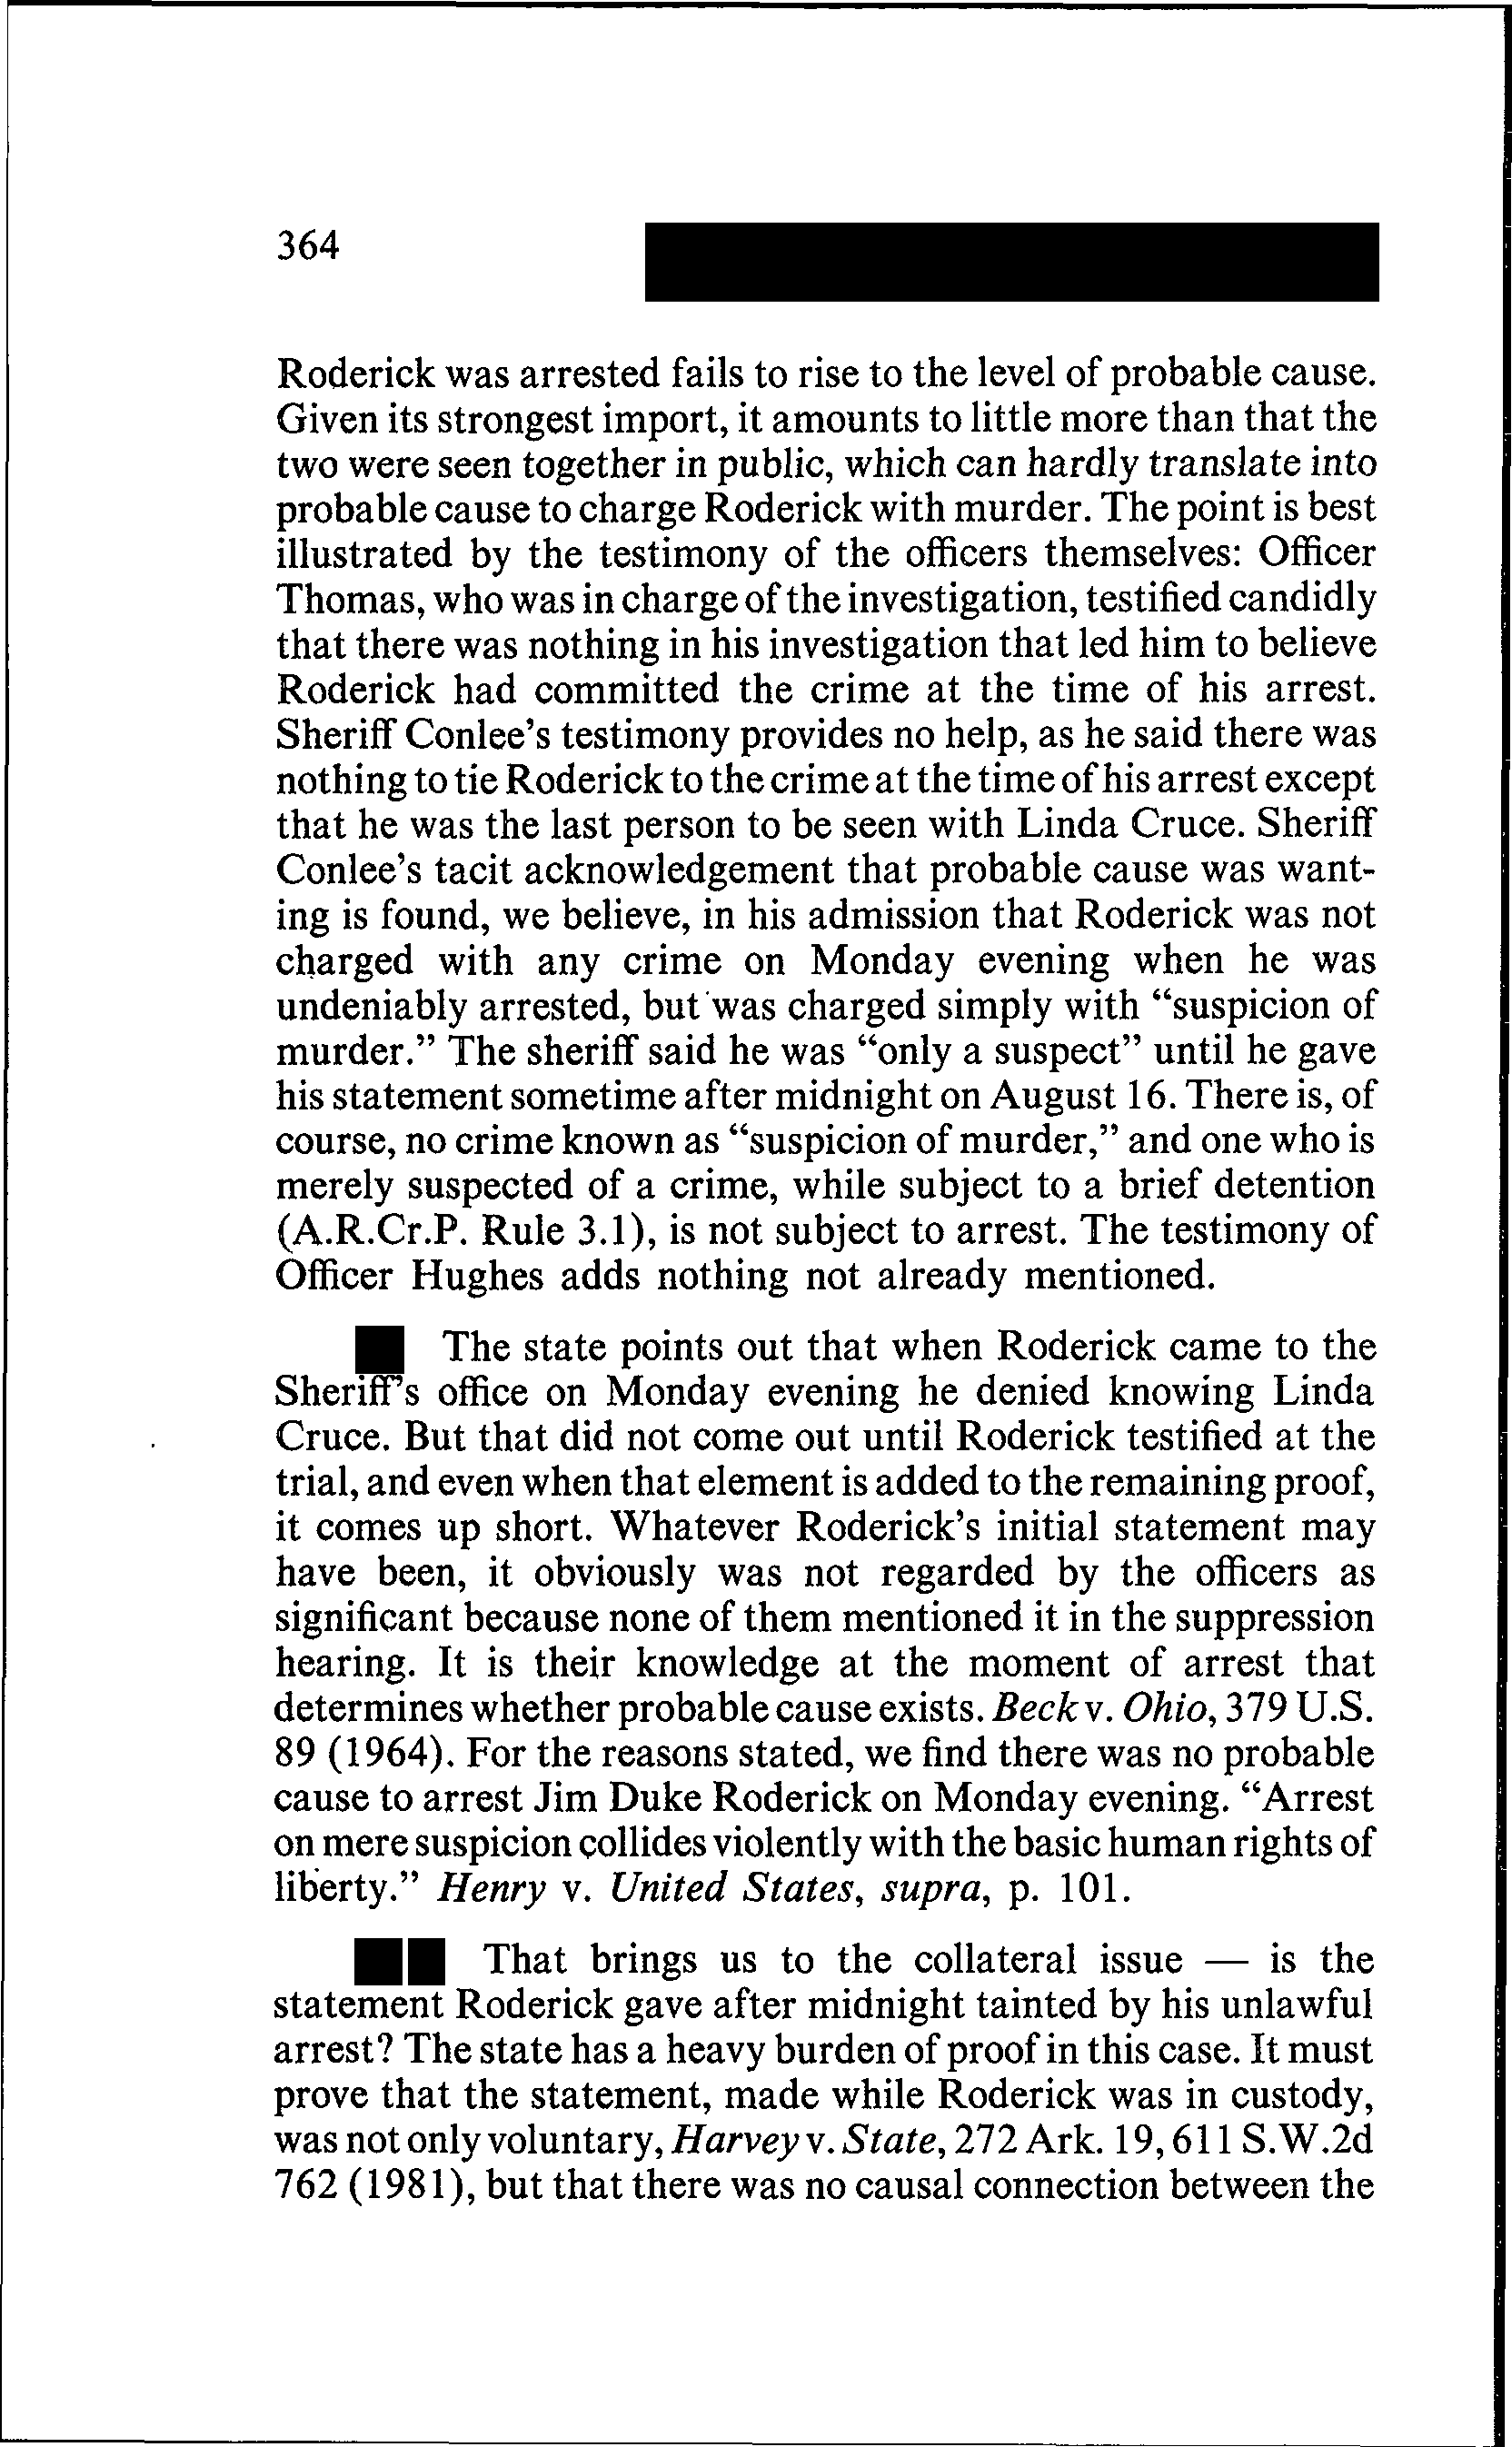 364
Roderick was arrested fails to rise to the level of probable cause.
Given its strongest import, it amounts to little more than that the
two were seen together in public, which can hardly translate into
probable cause to charge Roderick with murder. The point is best
illustrated by the testimony of the officers themselves: Officer
Thomas, who was in charge of the investigation, testified candidly
that there was nothing in his investigation that led him to believe
Roderick had committed the crime at the time of his arrest.
Sheriff Conlee's testimony provides no help, as he said there was
nothing to tie Roderick to the crime at the time of his arrest except
that he was the last person to be seen with Linda Cruce. Sheriff
Conlee's tacit acknowledgement that probable cause was want-
ing is found, we believe, in his admission that Roderick was not
charged with any crime on Monday evening when he was
undeniably arrested, but was charged simply with “suspicion of
murder.” The sheriff said he was “only a suspect” until he gave
his statement sometime after midnight on August 16. There is, of
course, no crime known as “suspicion of murder,” and one who is
merely suspected of a crime, while subject to a brief detention
(A.R.Cr.P. Rule 3.1), is not subject to arrest. The testimony of
Officer Hughes adds nothing not already mentioned.
The state points out that when Roderick came to the
Sheriff's office on Monday evening he denied knowing Linda
Cruce. But that did not come out until Roderick testified at the
trial, and even when that element is added to the remaining proof,
it comes up short. Whatever Roderick's initial statement may
have been, it obviously was not regarded by the officers as
significant because none of them mentioned it in the suppression
hearing. It is their knowledge at the moment of arrest that
determines whether probable cause exists. Beck v. Ohio, 379 U.S.
89 (1964). For the reasons stated, we find there was no probable
cause to arrest Jim Duke Roderick on Monday evening. “Arrest
on mere suspicion collides violently with the basic human rights of
liberty.” Henry v. United States, supra, p. 101.
That brings us to the collateral issue — is the
statement Roderick gave after midnight tainted by his unlawful
arrest? The state has a heavy burden of proof in this case. It must
prove that the statement, made while Roderick was in custody,
was not only voluntary, Harvey v. State, 272 Ark. 19, 611 S.W.2d
762 (1981), but that there was no causal connection between the